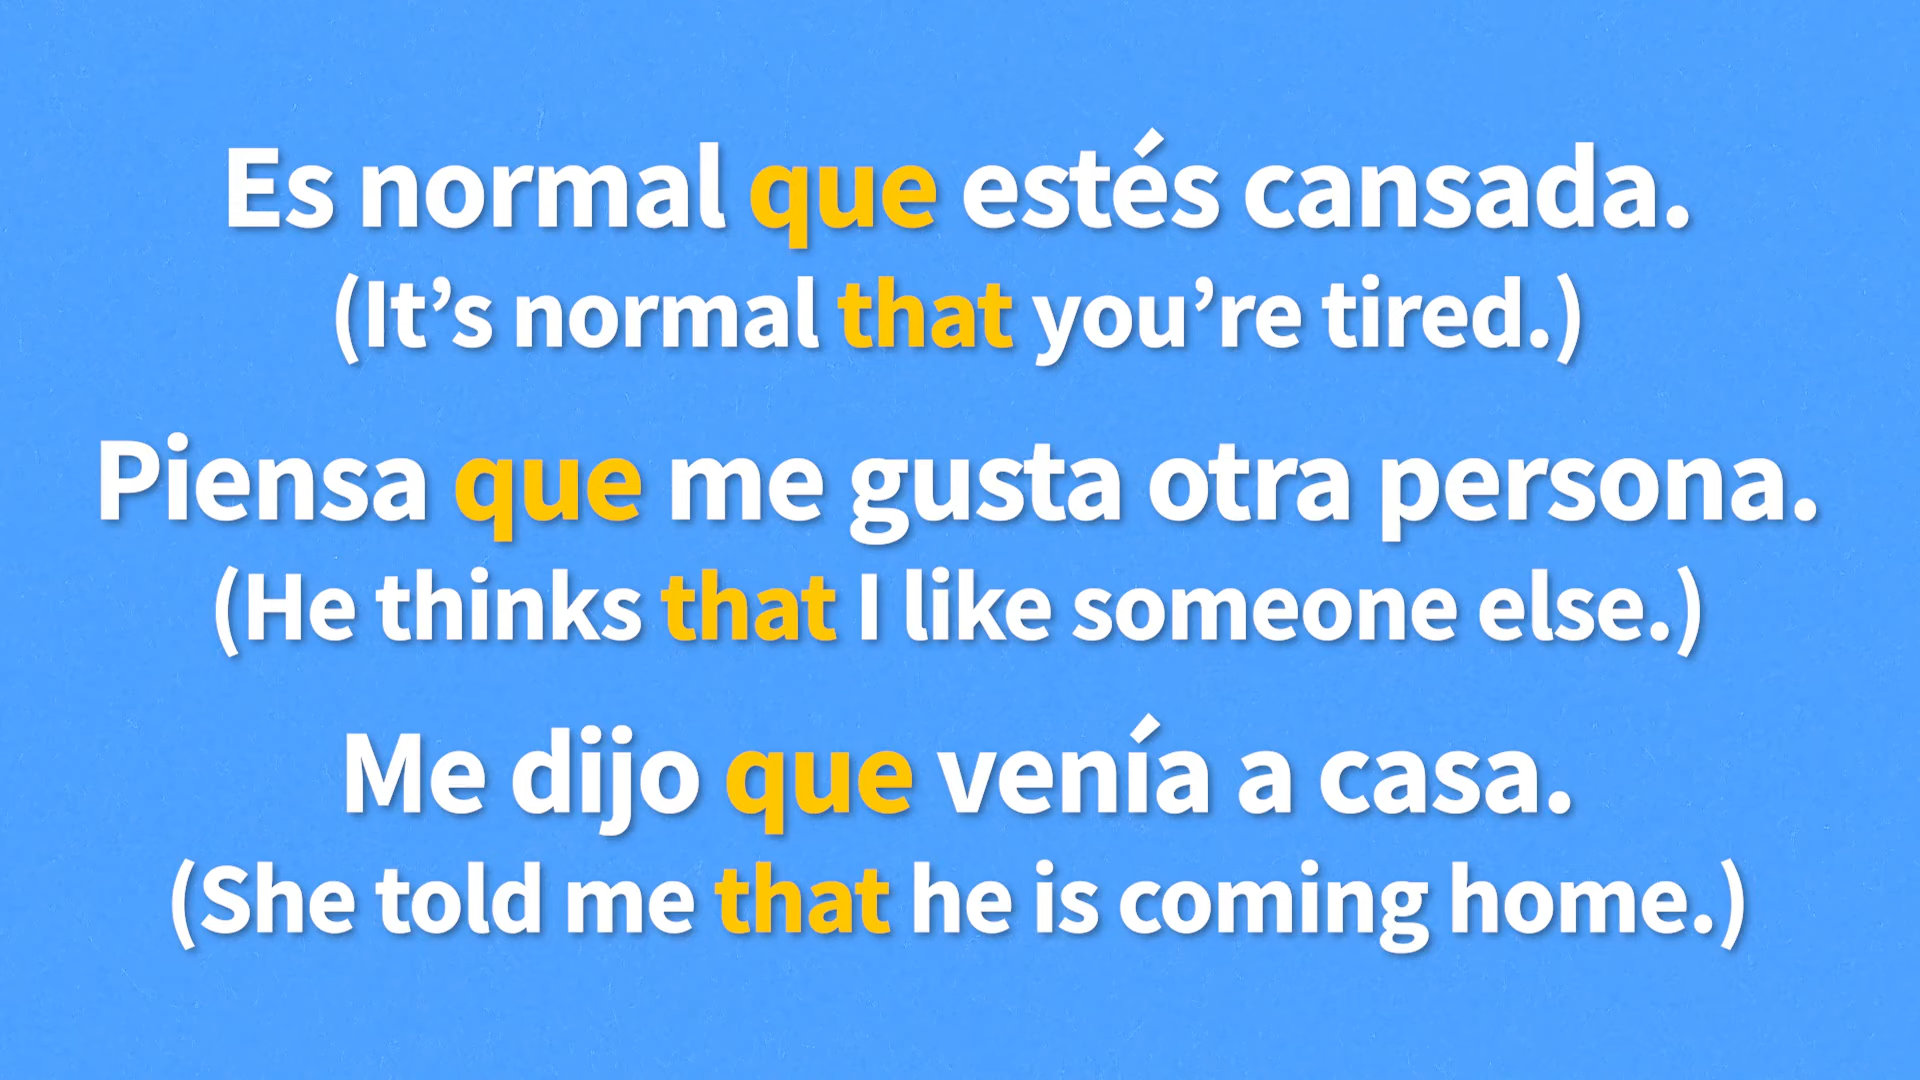 Es normal que estés cansada.
(It’s normal that you’re tired.)
Piensa que me gusta otra persona.
(He thinks that I like someone else.)
Me dijo que venía a casa.
(She told me that he is coming home.)